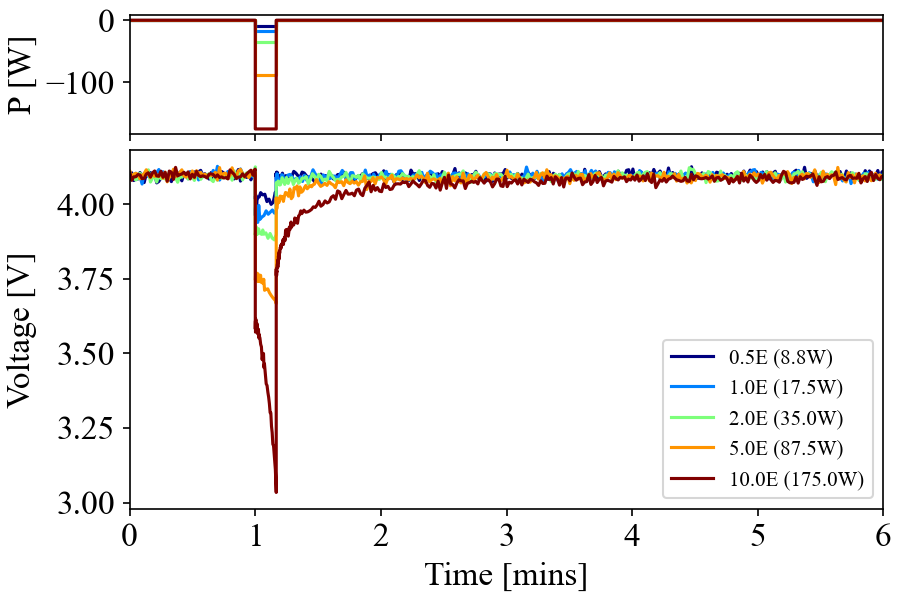 P [W]
0
−100
Voltage [V]
4.00
3.75
3.50
3.25
3.00
0.5E (8.8W)
1.0E (17.5W)
2.0E (35.0W)
5.0E (87.5W)
10.0E (175.0W)
0 1 2 3 4 5 6
Time [mins]